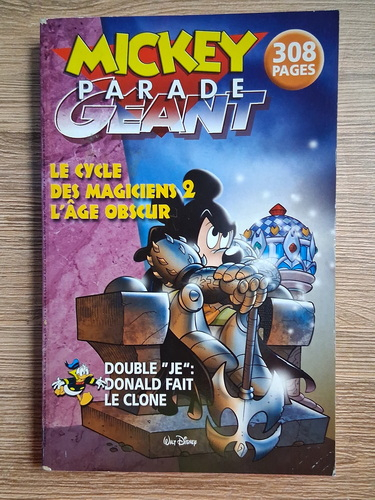 MICKEY
PARADE
GEANT
308
PAGES
LE CYCLE
DES MAGICIENS 2
L'ÂGE OBSCUR
DOUBLE "JE":
DONALD FAIT
LE CLONE
Walt Disney